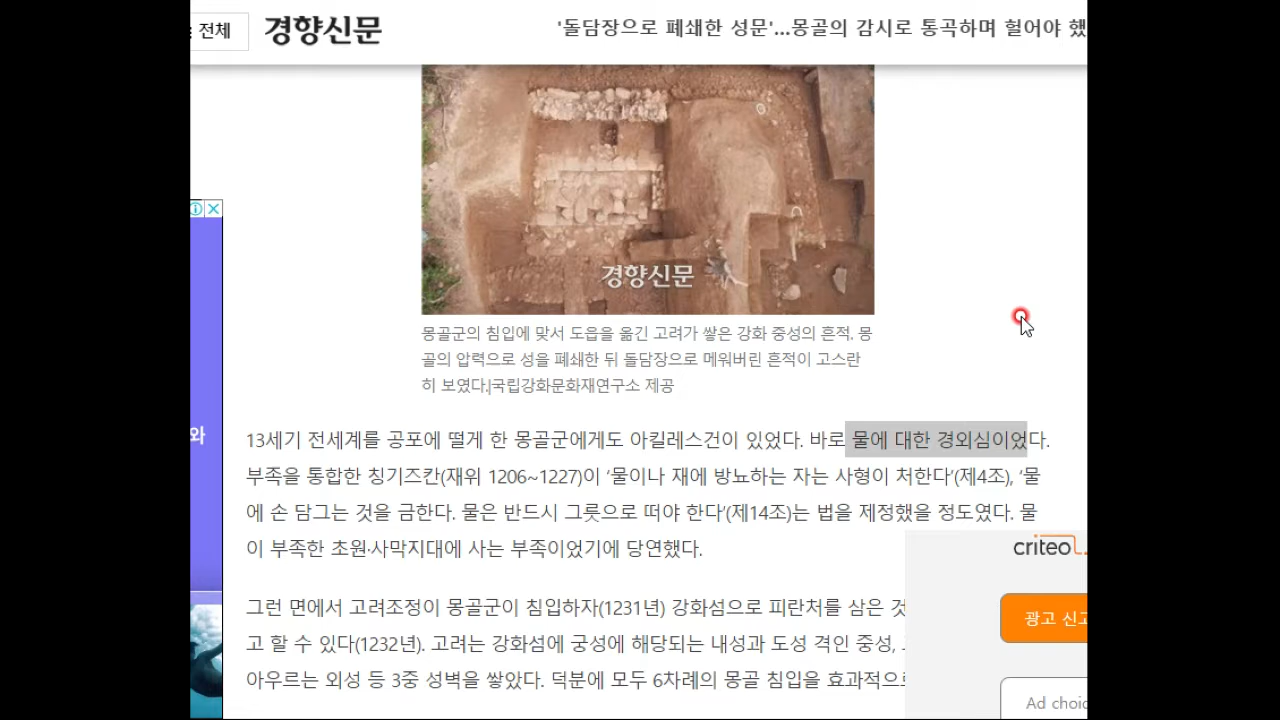 전체
경향신문
'돌담장으로 폐쇄한 성문'...몽골의 감시로 통곡하며 헐어야 했
경향신문
몽골군의 침입에 맞서 도읍을 옮긴 고려가 쌓은 강화 중성의 흔적. 몽
골의 압력으로 성을 폐쇄한 뒤 돌담장으로 메워버린 흔적이 고스란
히 보였다.|국립강화문화재연구소 제공
와
13세기 전세계를 공포에 떨게 한 몽골군에게도 아킬레스건이 있었다. 바로 물에 대한 경외심이었다.
부족을 통합한 칭기즈칸(재위 1206~1227)이 ‘물이나 재에 방뇨하는 자는 사형이 처한다’(제4조), ‘물
에 손 담그는 것을 금한다. 물은 반드시 그릇으로 떠야 한다’(제14조)는 법을 제정했을 정도였다. 물
이 부족한 초원·사막지대에 사는 부족이었기에 당연했다.
criteo
그런 면에서 고려조정이 몽골군이 침입하자(1231년) 강화섬으로 피란처를 삼은 것
광고 신고
고 할 수 있다(1232년). 고려는 강화섬에 궁성에 해당되는 내성과 도성 격인 중성,
아우르는 외성 등 3중 성벽을 쌓았다. 덕분에 모두 6차례의 몽골 침입을 효과적으로
Ad choic